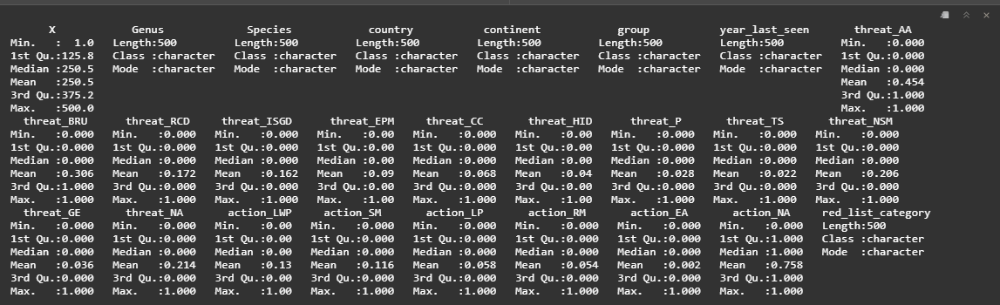 X Genus Species country continent group year_last_seen threat_AA
Min. : 1.0 Length:500 Length:500 Length:500 Length:500 Length:500 Length:500 Min. :0.000
1st Qu.:125.8 Class :character Class :character Class :character Class :character Class :character Class :character 1st Qu.:0.000
Median :250.5 Mode :character Mode :character Mode :character Mode :character Mode :character Mode :character Median :0.000
Mean :250.5 Mean :0.454
3rd Qu.:375.2 3rd Qu.:1.000
Max. :500.0 Max. :1.000
threat_BRU threat_RCD threat_ISGD threat_EPM threat_CC threat_HID threat_P threat_TS threat_NSM
Min. :0.000 Min. :0.000 Min. :0.000 Min. :0.00 Min. :0.000 Min. :0.00 Min. :0.000 Min. :0.000 Min. :0.000
1st Qu.:0.000 1st Qu.:0.000 1st Qu.:0.000 1st Qu.:0.00 1st Qu.:0.000 1st Qu.:0.00 1st Qu.:0.000 1st Qu.:0.000 1st Qu.:0.000
Median :0.000 Median :0.000 Median :0.000 Median :0.00 Median :0.000 Median :0.00 Median :0.000 Median :0.000 Median :0.000
Mean :0.306 Mean :0.172 Mean :0.162 Mean :0.09 Mean :0.068 Mean :0.04 Mean :0.028 Mean :0.022 Mean :0.206
3rd Qu.:1.000 3rd Qu.:0.000 3rd Qu.:0.000 3rd Qu.:0.00 3rd Qu.:0.000 3rd Qu.:0.00 3rd Qu.:0.000 3rd Qu.:0.000 3rd Qu.:0.000
Max. :1.000 Max. :1.000 Max. :1.000 Max. :1.00 Max. :1.000 Max. :1.00 Max. :1.000 Max. :1.000 Max. :1.000
threat_GE threat_NA action_LWP action_SM action_LP action_RM action_EA action_NA red_list_category
Min. :0.000 Min. :0.000 Min. :0.00 Min. :0.000 Min. :0.000 Min. :0.000 Min. :0.000 Min. :0.000 Length:500
1st Qu.:0.000 1st Qu.:0.000 1st Qu.:0.00 1st Qu.:0.000 1st Qu.:0.000 1st Qu.:0.000 1st Qu.:0.000 1st Qu.:1.000 Class :character
Median :0.000 Median :0.000 Median :0.00 Median :0.000 Median :0.000 Median :0.000 Median :0.000 Median :1.000 Mode :character
Mean :0.036 Mean :0.214 Mean :0.13 Mean :0.116 Mean :0.058 Mean :0.054 Mean :0.002 Mean :0.758
3rd Qu.:0.000 3rd Qu.:0.000 3rd Qu.:0.00 3rd Qu.:0.000 3rd Qu.:0.000 3rd Qu.:0.000 3rd Qu.:0.000 3rd Qu.:1.000
Max. :1.000 Max. :1.000 Max. :1.00 Max. :1.000 Max. :1.000 Max. :1.000 Max. :1.000 Max. :1.000